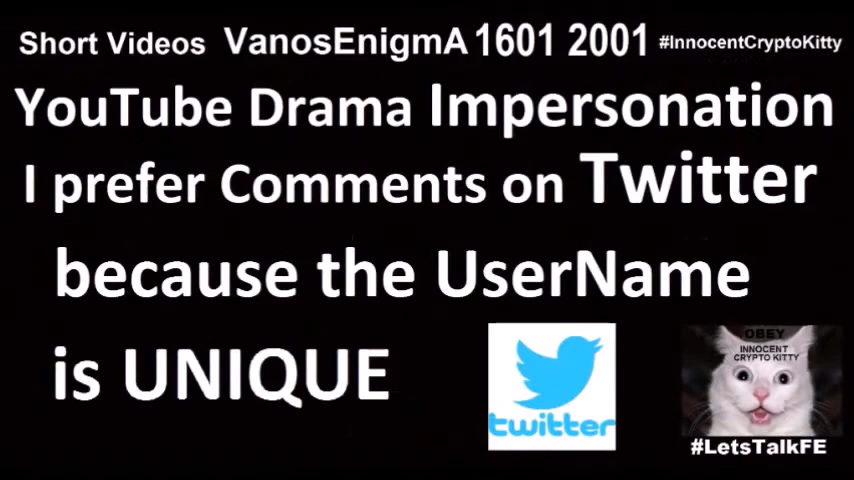 Short Videos VanosEnigmA 1601 2001 #InnocentCryptoKitty
YouTube Drama Impersonation
I prefer Comments on Twitter
because the UserName
is UNIQUE
twitter
OBEY
INNOCENT
CRYPTO KITTY
#LetsTalkFE